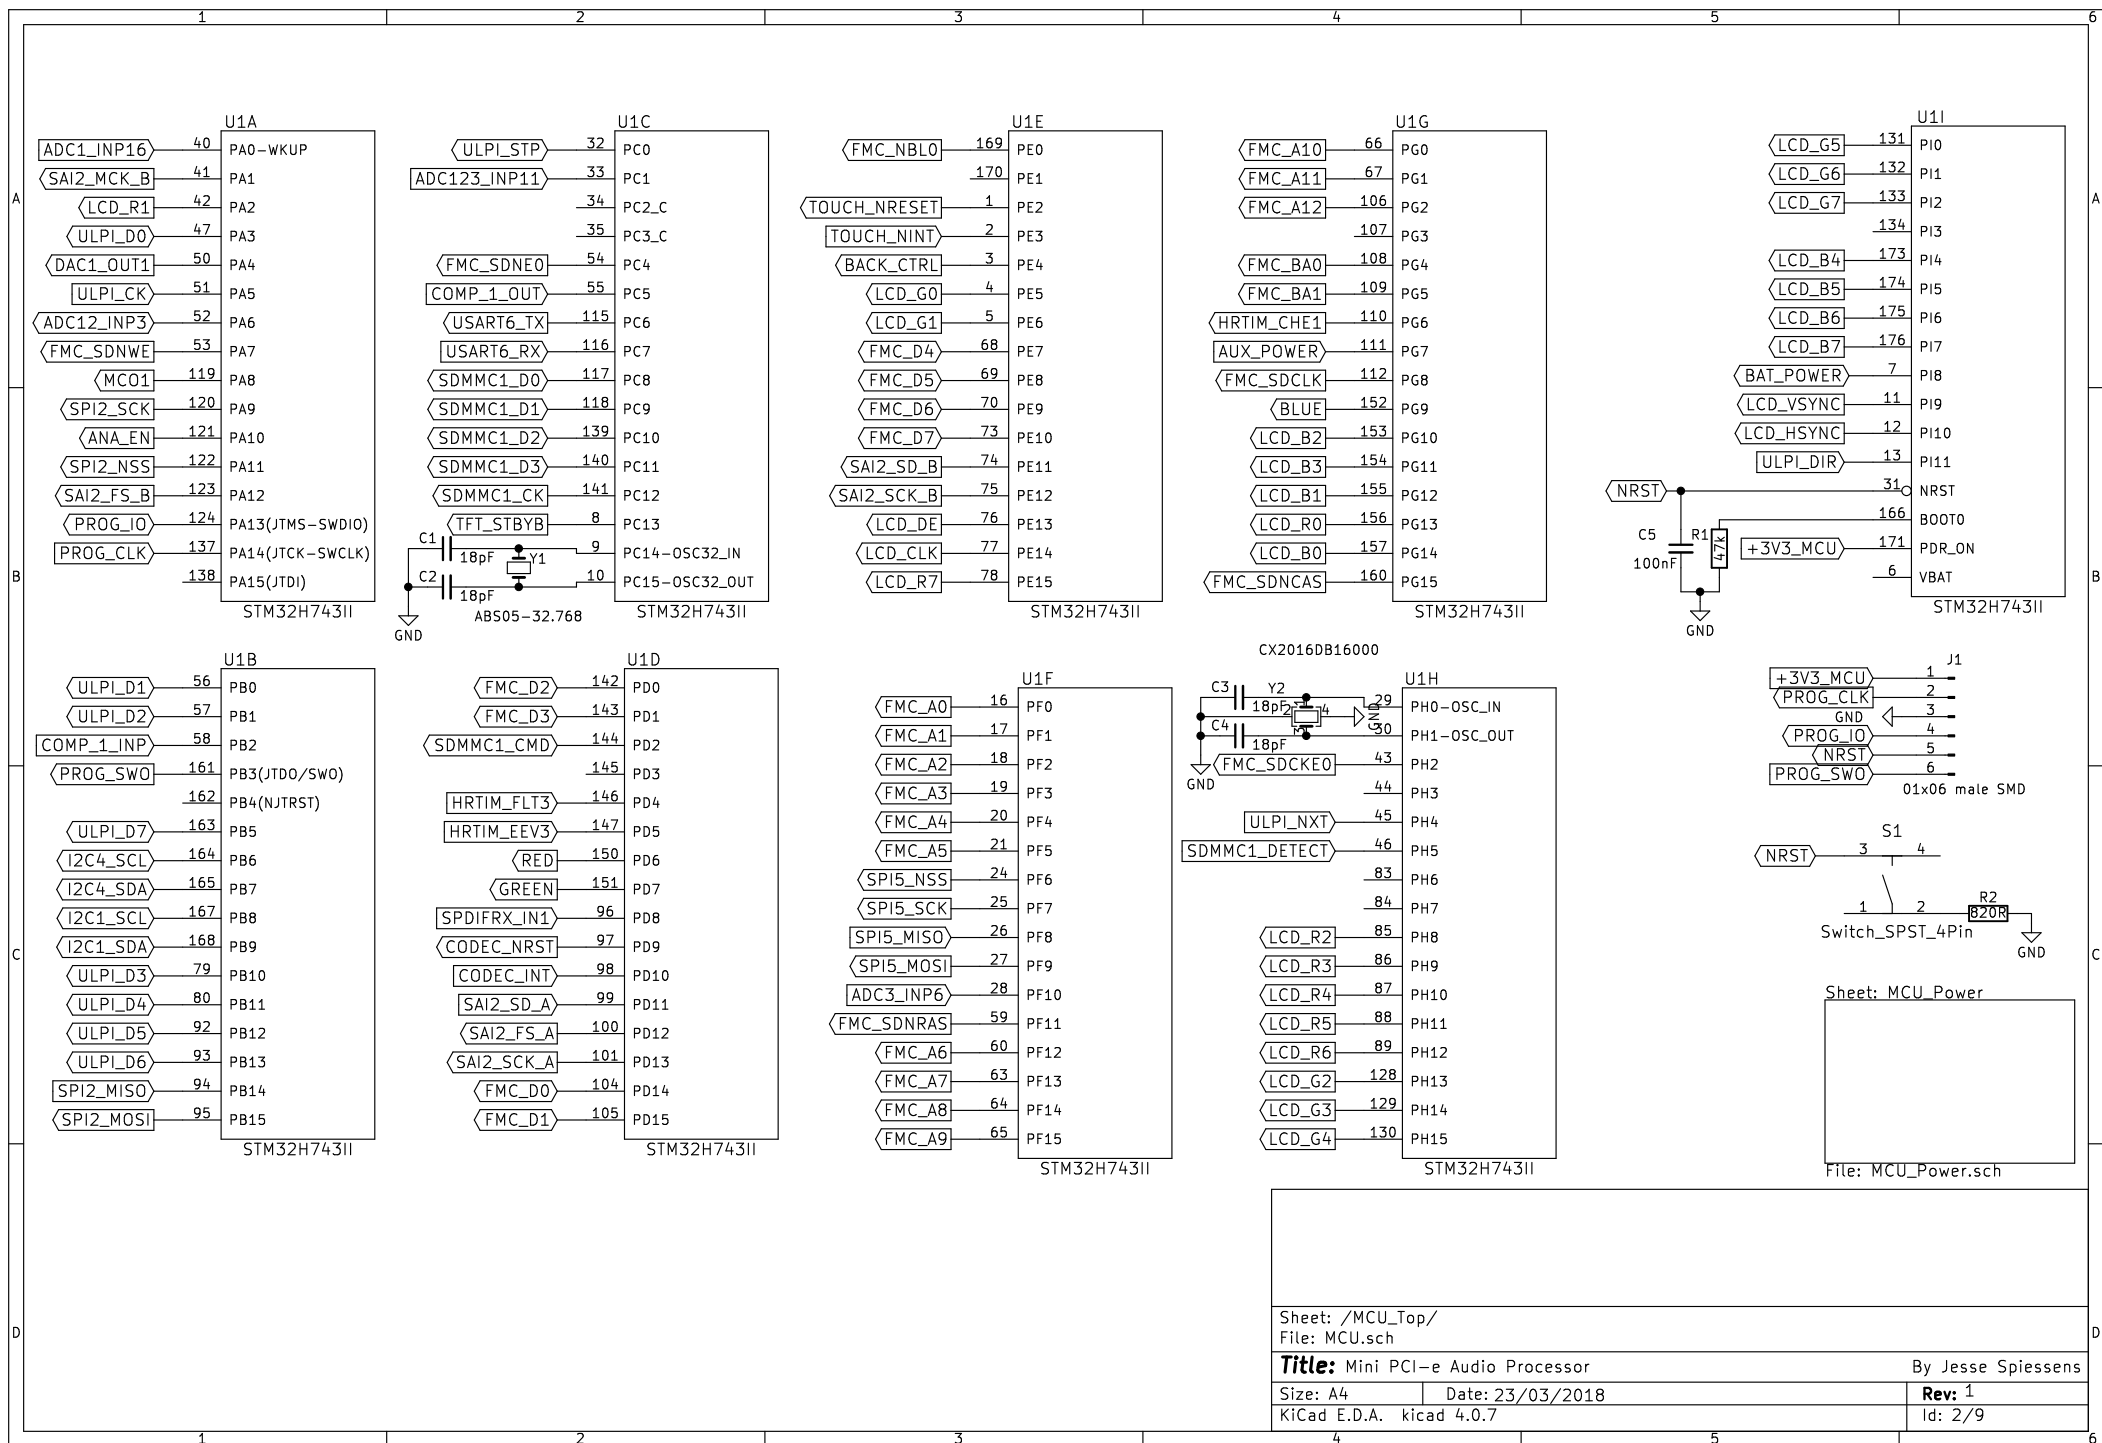 1 2 3 4 5 6
A A
B B
C C
D D
U1A
ADC1_INP16 40 PA0-WKUP
SAI2_MCK_B 41 PA1
LCD_R1 42 PA2
ULPI_D0 47 PA3
DAC1_OUT1 50 PA4
ULPI_CK 51 PA5
ADC12_INP3 52 PA6
FMC_SDNWE 53 PA7
MCO1 119 PA8
SPI2_SCK 120 PA9
ANA_EN 121 PA10
SPI2_NSS 122 PA11
SAI2_FS_B 123 PA12
PROG_IO 124 PA13(JTMS-SWDIO)
PROG_CLK 137 PA14(JTCK-SWCLK)
138 PA15(JTDI)
STM32H743II
U1C
ULPI_STP 32 PC0
ADC123_INP11 33 PC1
34 PC2_C
35 PC3_C
FMC_SDNE0 54 PC4
COMP_1_OUT 55 PC5
USART6_TX 115 PC6
USART6_RX 116 PC7
SDMMC1_D0 117 PC8
SDMMC1_D1 118 PC9
SDMMC1_D2 139 PC10
SDMMC1_D3 140 PC11
SDMMC1_CK 141 PC12
TFT_STBYB 8 PC13
9 PC14-OSC32_IN
10 PC15-OSC32_OUT
STM32H743II
C1
18pF
Y1
C2
18pF
ABS05-32.768
GND
U1E
FMC_NBL0 169 PE0
170 PE1
TOUCH_NRESET 1 PE2
TOUCH_NINT 2 PE3
BACK_CTRL 3 PE4
LCD_G0 4 PE5
LCD_G1 5 PE6
FMC_D4 68 PE7
FMC_D5 69 PE8
FMC_D6 70 PE9
FMC_D7 73 PE10
SAI2_SD_B 74 PE11
SAI2_SCK_B 75 PE12
LCD_DE 76 PE13
LCD_CLK 77 PE14
LCD_R7 78 PE15
STM32H743II
U1G
FMC_A10 66 PG0
FMC_A11 67 PG1
FMC_A12 106 PG2
107 PG3
FMC_BA0 108 PG4
FMC_BA1 109 PG5
HRTIM_CHE1 110 PG6
AUX_POWER 111 PG7
FMC_SDCLK 112 PG8
BLUE 152 PG9
LCD_B2 153 PG10
LCD_B3 154 PG11
LCD_B1 155 PG12
LCD_R0 156 PG13
LCD_B0 157 PG14
FMC_SDNCAS 160 PG15
STM32H743II
U1I
LCD_G5 131 PI0
LCD_G6 132 PI1
LCD_G7 133 PI2
134 PI3
LCD_B4 173 PI4
LCD_B5 174 PI5
LCD_B6 175 PI6
LCD_B7 176 PI7
BAT_POWER 7 PI8
LCD_VSYNC 11 PI9
LCD_HSYNC 12 PI10
ULPI_DIR 13 PI11
NRST 31 NRST
166 BOOT0
+3V3_MCU 171 PDR_ON
6 VBAT
STM32H743II
C5
100nF
R1
47k
GND
U1B
ULPI_D1 56 PB0
ULPI_D2 57 PB1
COMP_1_INP 58 PB2
PROG_SWO 161 PB3(JTDO/SWO)
162 PB4(NJTRST)
ULPI_D7 163 PB5
I2C4_SCL 164 PB6
I2C4_SDA 165 PB7
I2C1_SCL 167 PB8
I2C1_SDA 168 PB9
ULPI_D3 79 PB10
ULPI_D4 80 PB11
ULPI_D5 92 PB12
ULPI_D6 93 PB13
SPI2_MISO 94 PB14
SPI2_MOSI 95 PB15
STM32H743II
U1D
FMC_D2 142 PD0
FMC_D3 143 PD1
SDMMC1_CMD 144 PD2
145 PD3
HRTIM_FLT3 146 PD4
HRTIM_EEV3 147 PD5
RED 150 PD6
GREEN 151 PD7
SPDIFRX_IN1 96 PD8
CODEC_NRST 97 PD9
CODEC_INT 98 PD10
SAI2_SD_A 99 PD11
SAI2_FS_A 100 PD12
SAI2_SCK_A 101 PD13
FMC_D0 104 PD14
FMC_D1 105 PD15
STM32H743II
U1F
FMC_A0 16 PF0
FMC_A1 17 PF1
FMC_A2 18 PF2
FMC_A3 19 PF3
FMC_A4 20 PF4
FMC_A5 21 PF5
SPI5_NSS 24 PF6
SPI5_SCK 25 PF7
SPI5_MISO 26 PF8
SPI5_MOSI 27 PF9
ADC3_INP6 28 PF10
FMC_SDNRAS 59 PF11
FMC_A6 60 PF12
FMC_A7 63 PF13
FMC_A8 64 PF14
FMC_A9 65 PF15
STM32H743II
CX2016DB16000
C3
18pF
Y2
2 4
3
C4
18pF
GND
GND
U1H
29 PH0-OSC_IN
30 PH1-OSC_OUT
FMC_SDCKE0 43 PH2
44 PH3
ULPI_NXT 45 PH4
SDMMC1_DETECT 46 PH5
83 PH6
84 PH7
LCD_R2 85 PH8
LCD_R3 86 PH9
LCD_R4 87 PH10
LCD_R5 88 PH11
LCD_R6 89 PH12
LCD_G2 128 PH13
LCD_G3 129 PH14
LCD_G4 130 PH15
STM32H743II
J1
+3V3_MCU 1
PROG_CLK 2
GND 3
PROG_IO 4
NRST 5
PROG_SWO 6
01x06 male SMD
S1
NRST 3 4
1 2
Switch_SPST_4Pin
R2
820R
GND
Sheet: MCU_Power
File: MCU_Power.sch
Sheet: /MCU_Top/
File: MCU.sch
Title: Mini PCI-e Audio Processor By Jesse Spiessens
Size: A4 Date: 23/03/2018 Rev: 1
KiCad E.D.A. kicad 4.0.7 Id: 2/9
1 2 3 4 5 6